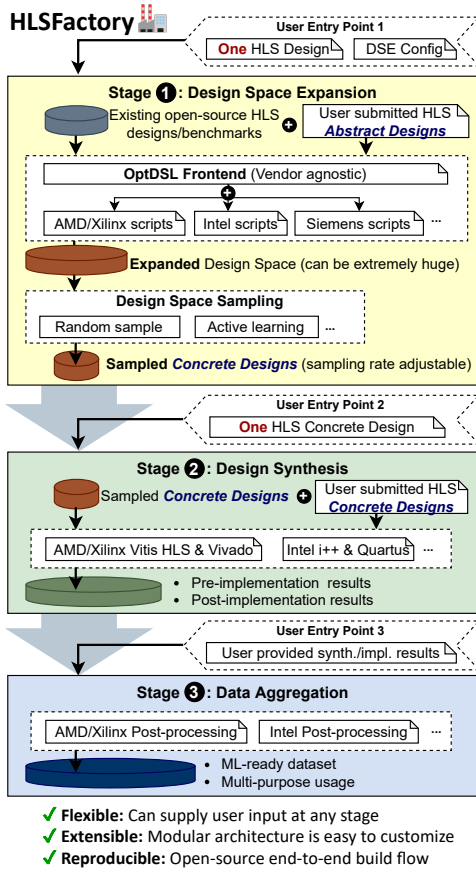 HLSFactory
User Entry Point 1
One HLS Design
DSE Config
Stage 1: Design Space Expansion
Existing open-source HLS
designs/benchmarks
+
User submitted HLS
Abstract Designs
OptDSL Frontend (Vendor agnostic)
+
AMD/Xilinx scripts
Intel scripts
Siemens scripts
...
Expanded Design Space (can be extremely huge)
Design Space Sampling
Random sample
Active learning
...
Sampled Concrete Designs (sampling rate adjustable)
User Entry Point 2
One HLS Concrete Design
Stage 2: Design Synthesis
Sampled Concrete Designs
+
User submitted HLS
Concrete Designs
AMD/Xilinx Vitis HLS & Vivado
Intel i++ & Quartus
...
• Pre-implementation results
• Post-implementation results
User Entry Point 3
User provided synth./impl. results
Stage 3: Data Aggregation
AMD/Xilinx Post-processing
Intel Post-processing
...
• ML-ready dataset
• Multi-purpose usage
✓ Flexible: Can supply user input at any stage
✓ Extensible: Modular architecture is easy to customize
✓ Reproducible: Open-source end-to-end build flow